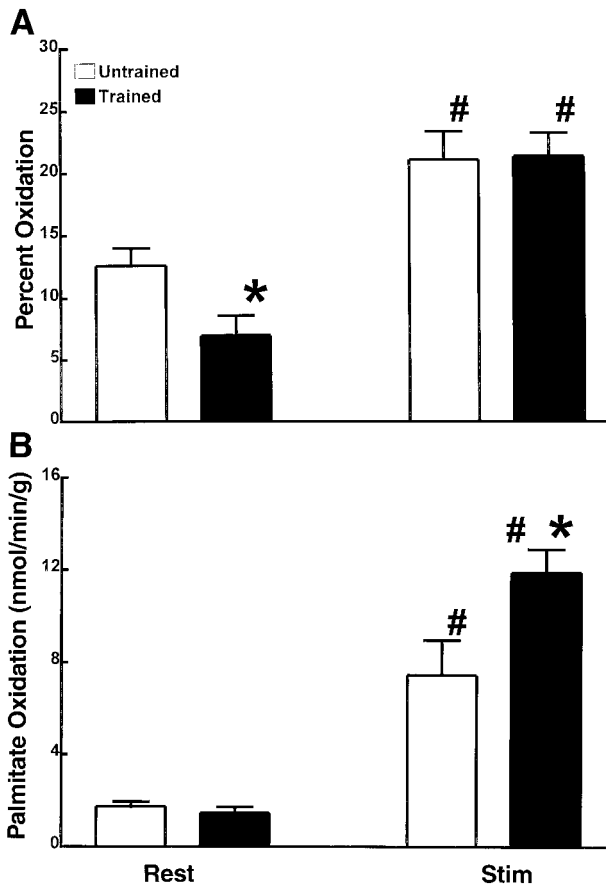 A
30
25
20
15
10
5
0
Percent Oxidation
Untrained
Trained
*
# #
B
16
12
8
4
0
Palmitate Oxidation (nmol/min/g)
# *
#
Rest Stim